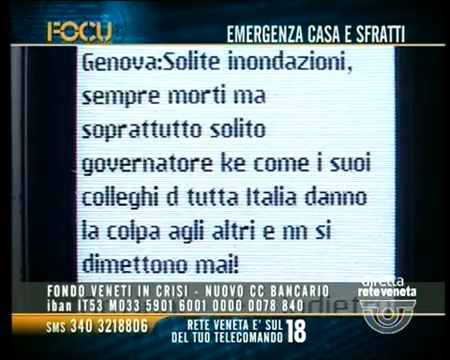 FOCU
EMERGENZA CASA E SFRATTI
Genova:Solite inondazioni,
sempre morti ma
soprattutto solito
governatore ke come i suoi
colleghi d tutta Italia danno
la colpa agli altri e nn si
dimettono mai!
FONDO VENETI IN CRISI - NUOVO CC BANCARIO
iban IT53 M033 5901 6001 0000 0078 840
diretta
reteveneta
SMS 340 3218806
RETE VENETA E' SUL
DEL TUO TELECOMANDO 18